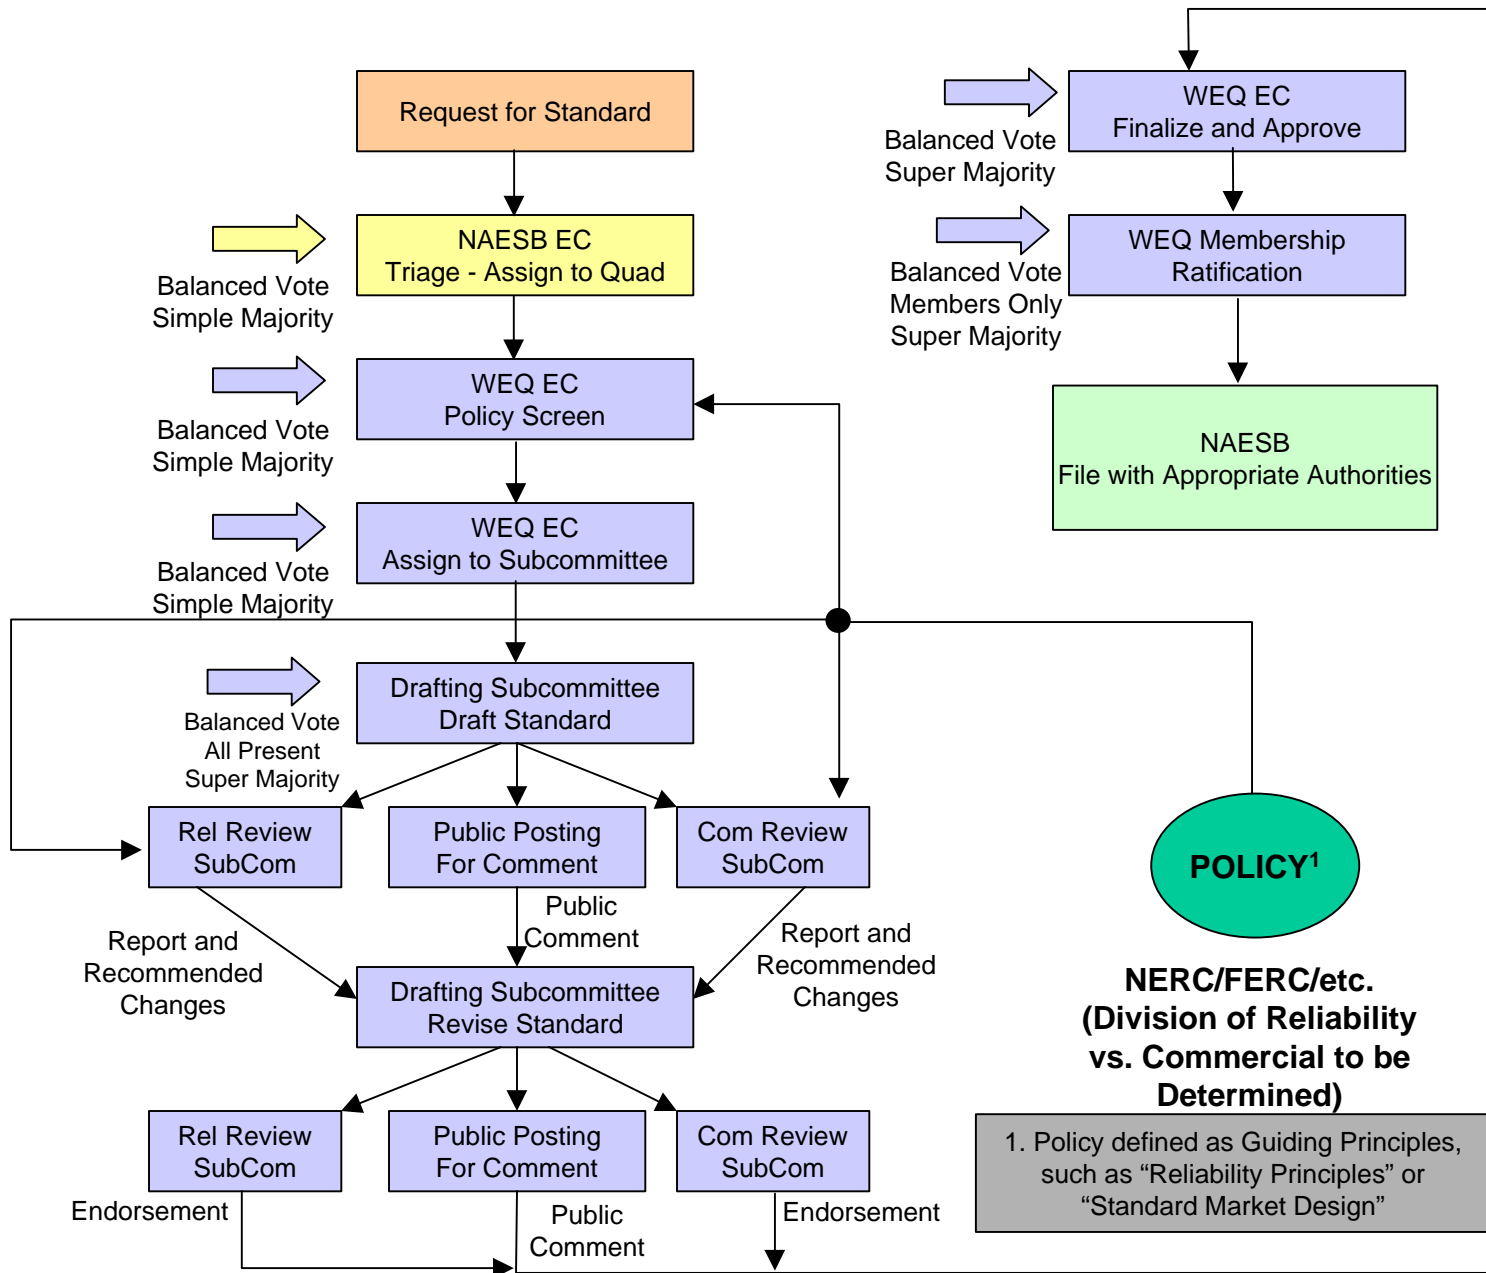 Request for Standard
NAESB EC
Triage - Assign to Quad
Balanced Vote
Simple Majority
WEQ EC
Policy Screen
Balanced Vote
Simple Majority
WEQ EC
Assign to Subcommittee
Balanced Vote
Simple Majority
Drafting Subcommittee
Draft Standard
Balanced Vote
All Present
Super Majority
Rel Review
SubCom
Public Posting
For Comment
Com Review
SubCom
Report and
Recommended
Changes
Public
Comment
Report and
Recommended
Changes
Drafting Subcommittee
Revise Standard
Rel Review
SubCom
Public Posting
For Comment
Com Review
SubCom
Endorsement
Public
Comment
Endorsement
WEQ EC
Finalize and Approve
Balanced Vote
Super Majority
WEQ Membership
Ratification
Balanced Vote
Members Only
Super Majority
NAESB
File with Appropriate Authorities
POLICY¹
NERC/FERC/etc.
(Division of Reliability
vs. Commercial to be
Determined)
1. Policy defined as Guiding Principles,
such as “Reliability Principles” or
“Standard Market Design”